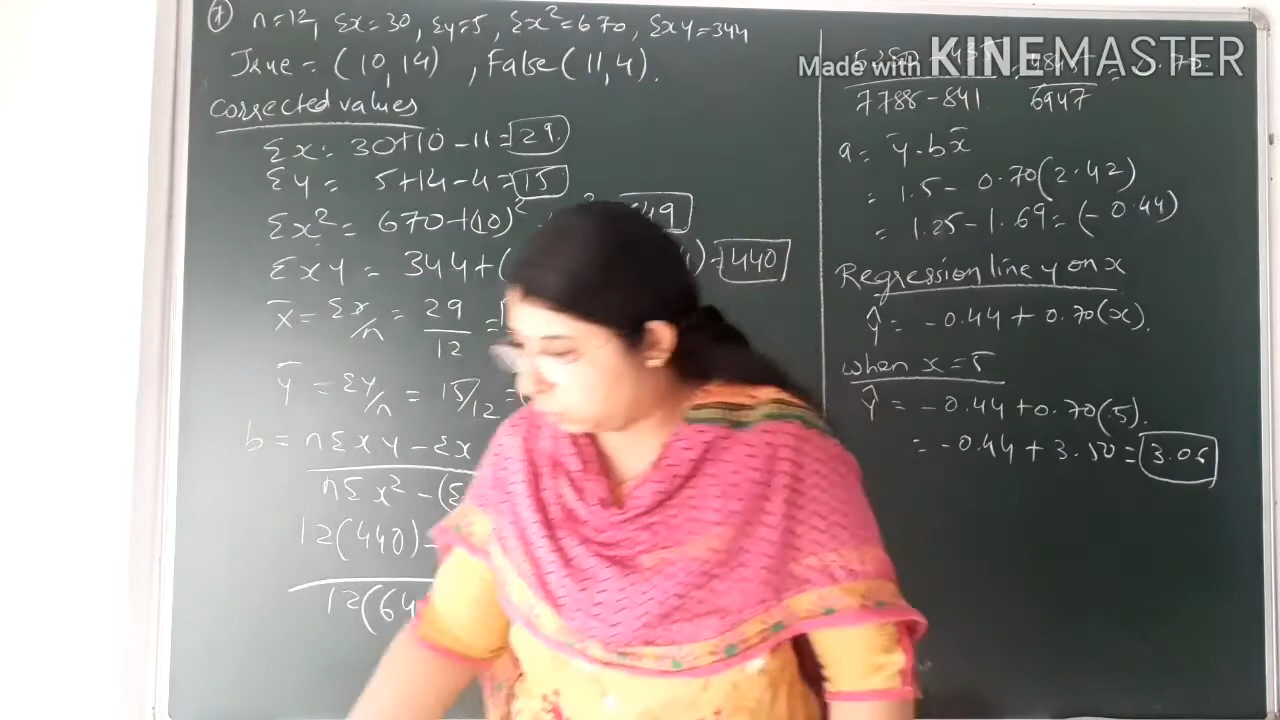 7 n=12, Σx=30, Σy=5, Σx²=670, Σxy=344
True = (10,14) , False (11,4).
corrected values
Σx = 30+10-11=29.
Σy = 5+14-4=15
Σx² = 670+(10)²
Σxy = 344+( 1)=440
x̄ = Σx/n = 29/12 =
ȳ = Σy/n = 15/12 =
b = nΣxy-Σx
nΣx²-(Σ
12(440)-
12(64
Made with KINEMASTER
7788-841 6947
a = ȳ-bx̄
= 1.5- 0.70(2.42)
= 1.25-1.69=(-0.44)
Regression line y on x
Ŷ = -0.44+0.70(x).
when x=5
Ŷ = -0.44+0.70(5).
= -0.44+3.50=3.06